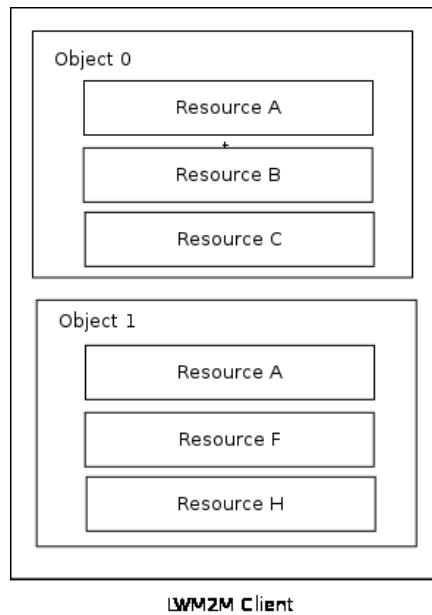 Object 0
Resource A
Resource B
Resource C
Object 1
Resource A
Resource F
Resource H
LWM2M Client